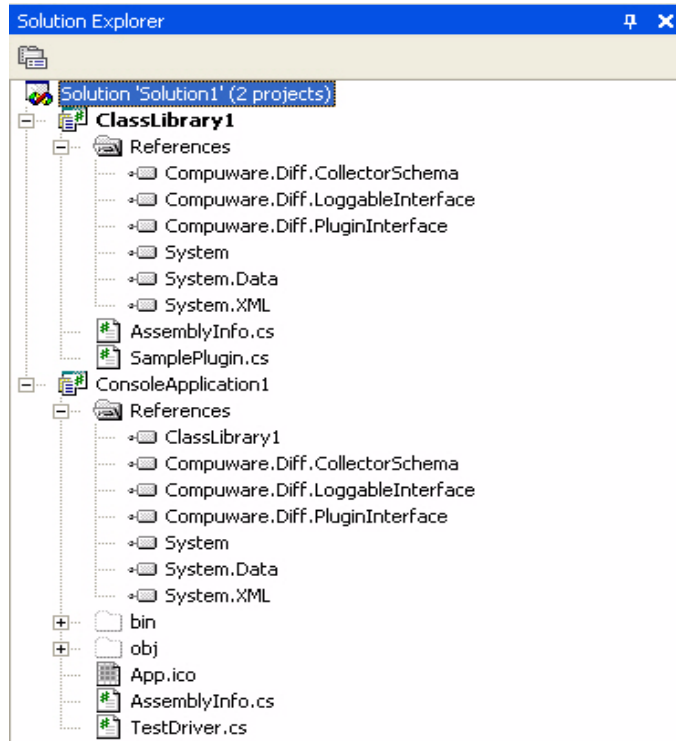 Solution Explorer
Solution 'Solution1' (2 projects)
ClassLibrary1
References
Compuware.Diff.CollectorSchema
Compuware.Diff.LoggableInterface
Compuware.Diff.PluginInterface
System
System.Data
System.XML
AssemblyInfo.cs
SamplePlugin.cs
ConsoleApplication1
References
ClassLibrary1
Compuware.Diff.CollectorSchema
Compuware.Diff.LoggableInterface
Compuware.Diff.PluginInterface
System
System.Data
System.XML
bin
obj
App.ico
AssemblyInfo.cs
TestDriver.cs